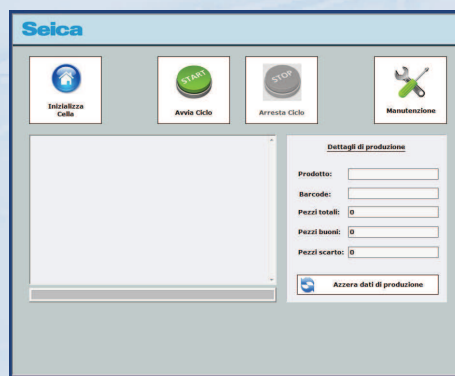 Seica
START
STOP
Inizializza
Cella
Avvia Ciclo
Arresta Ciclo
Manutenzione
Dettagli di produzione
Prodotto:
Barcode:
Pezzi totali: 0
Pezzi buoni: 0
Pezzi scarto: 0
Azzera dati di produzione